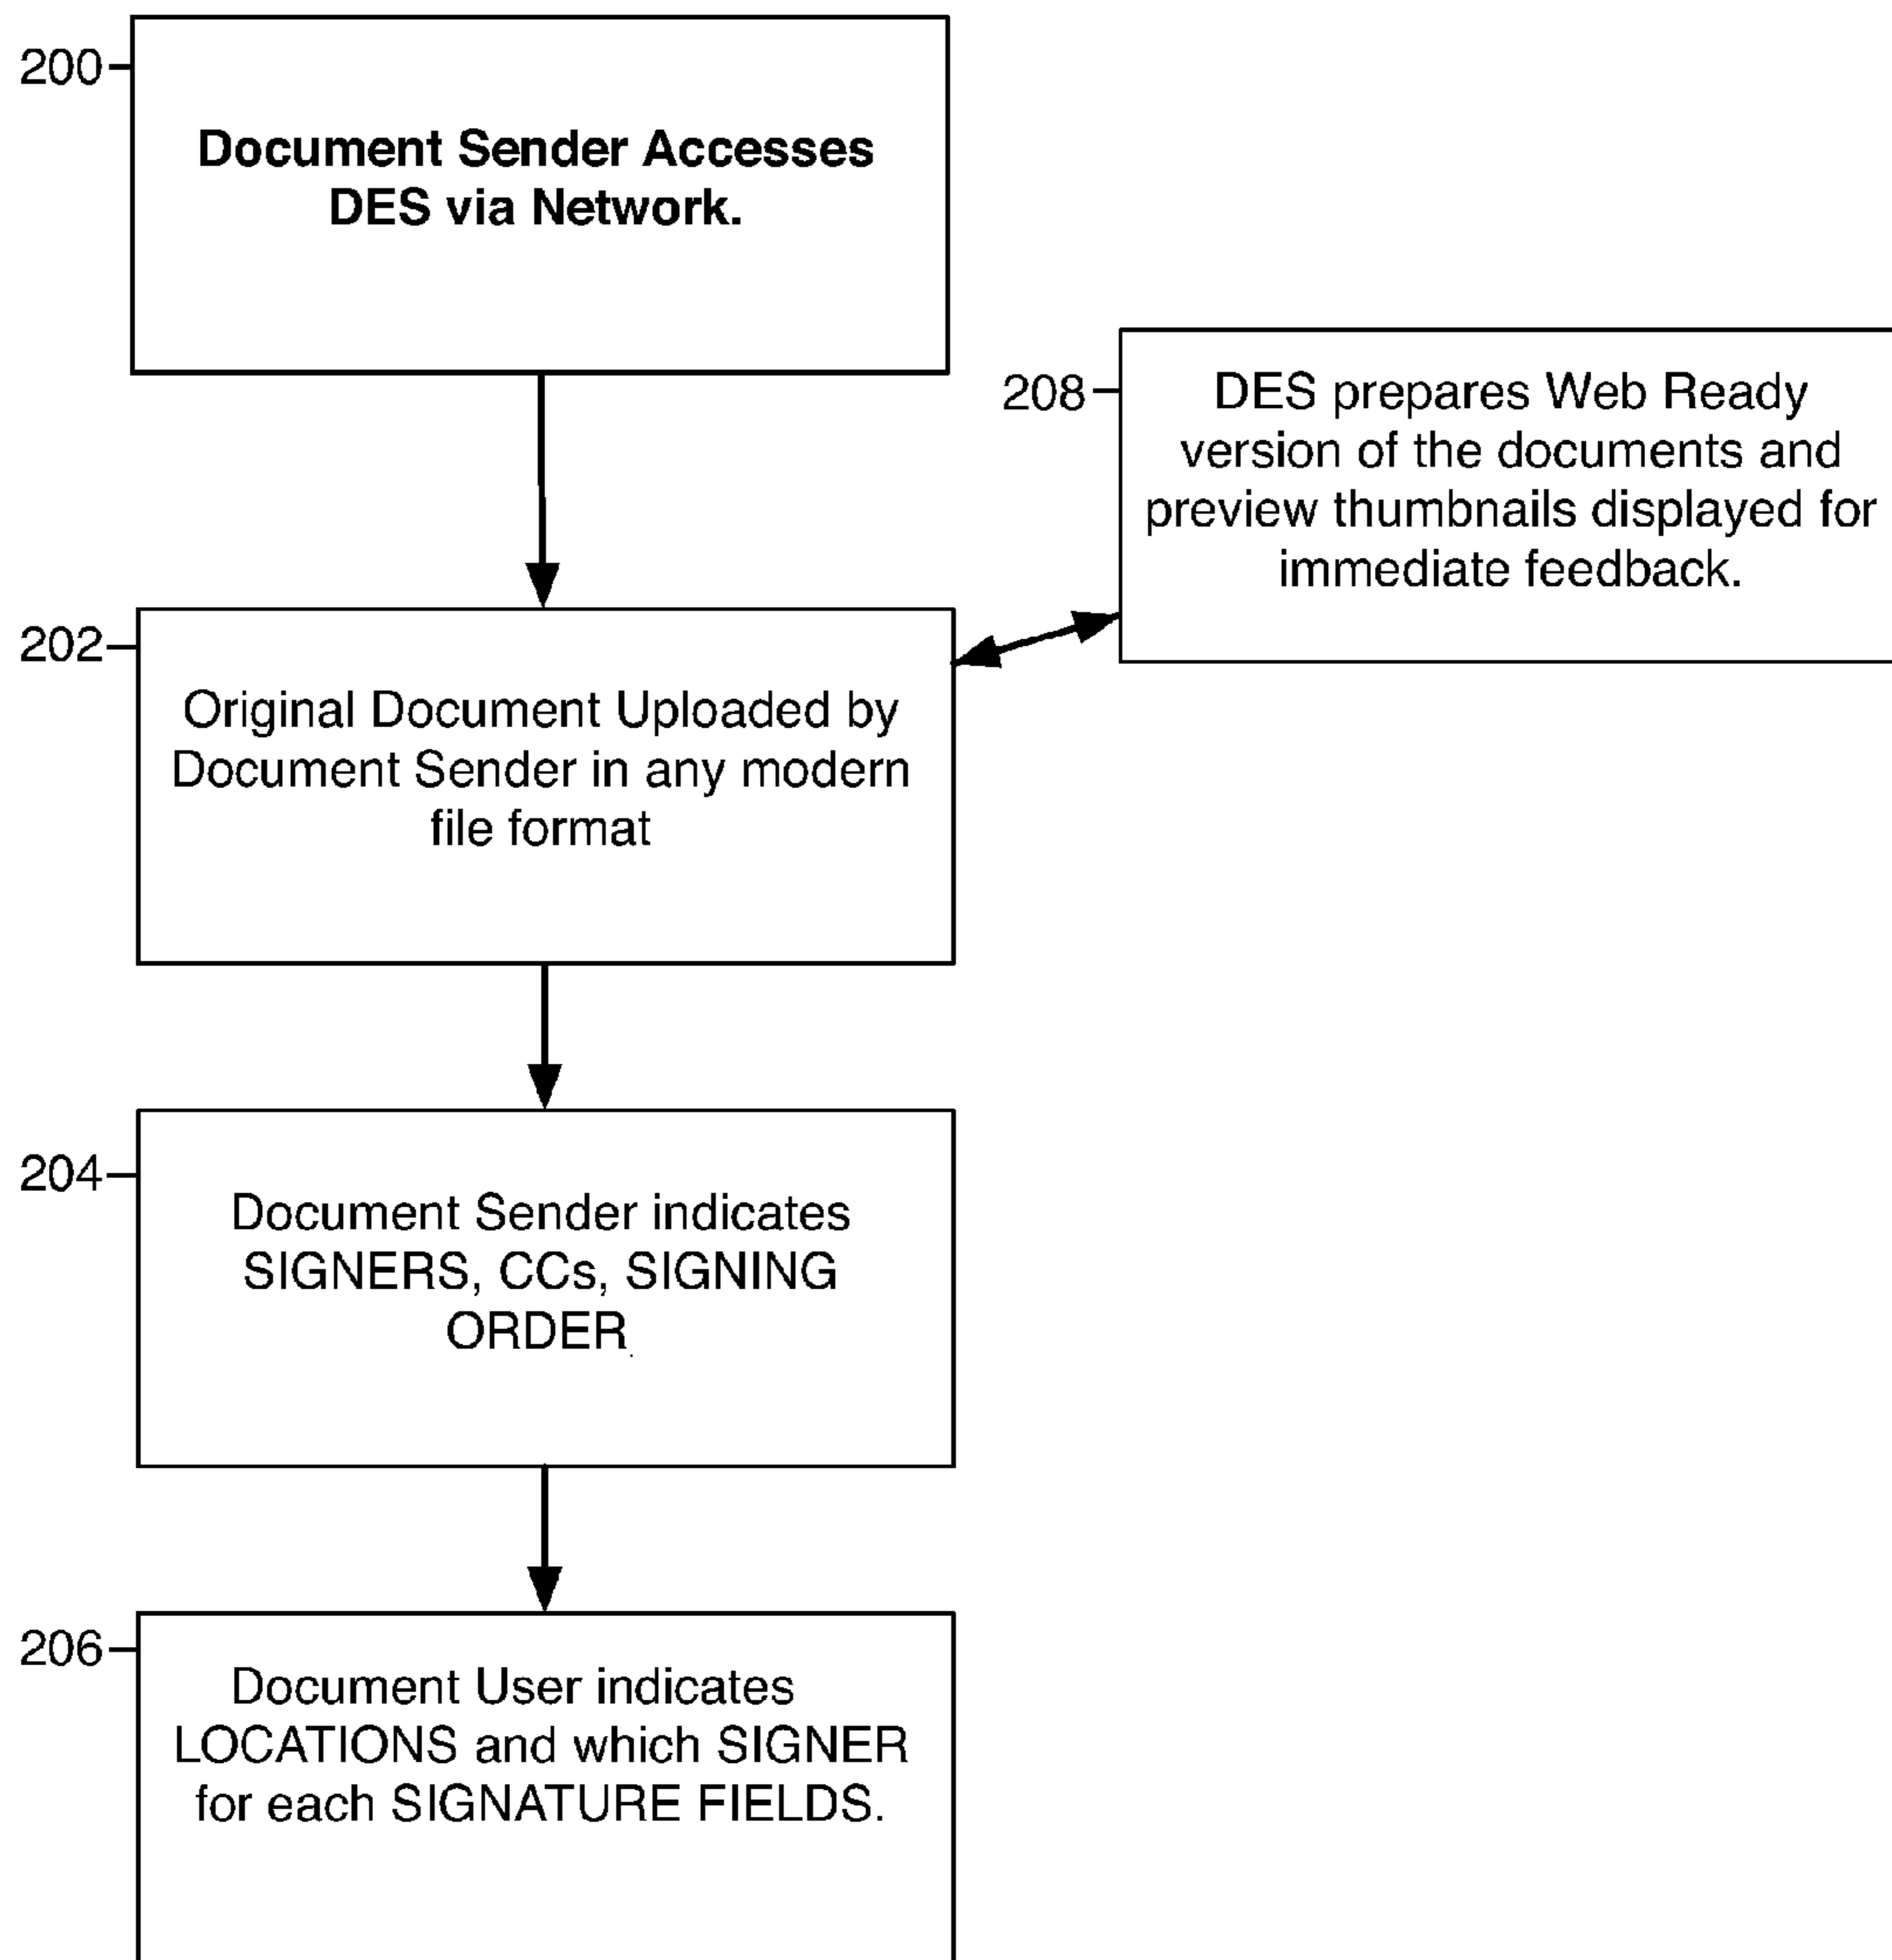 200
Document Sender Accesses
DES via Network.
208
DES prepares Web Ready
version of the documents and
preview thumbnails displayed for
immediate feedback.
202
Original Document Uploaded by
Document Sender in any modern
file format
204
Document Sender indicates
SIGNERS, CCs, SIGNING
ORDER.
206
Document User indicates
LOCATIONS and which SIGNER
for each SIGNATURE FIELDS.